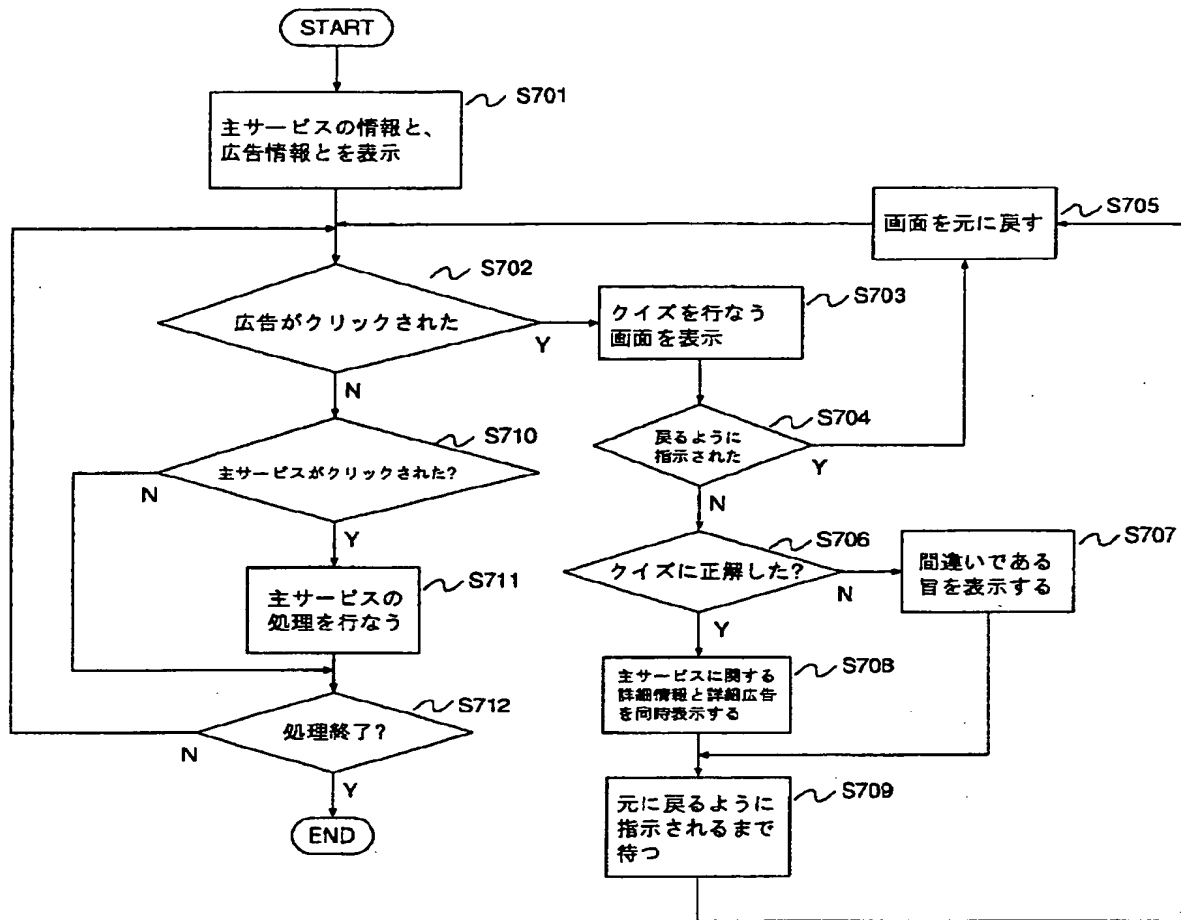 START
S701
主サービスの情報と、
広告情報とを表示
画面を元に戻す
S705
S702
広告がクリックされた
Y
N
S703
クイズを行なう
画面を表示
S704
戻るように
指示された
Y
N
S710
主サービスがクリックされた?
N
Y
S706
クイズに正解した?
N
Y
S707
間違いである
旨を表示する
S711
主サービスの
処理を行なう
S708
主サービスに関する
詳細情報と詳細広告
を同時表示する
S712
処理終了?
N
Y
S709
元に戻るように
指示されるまで
待つ
END